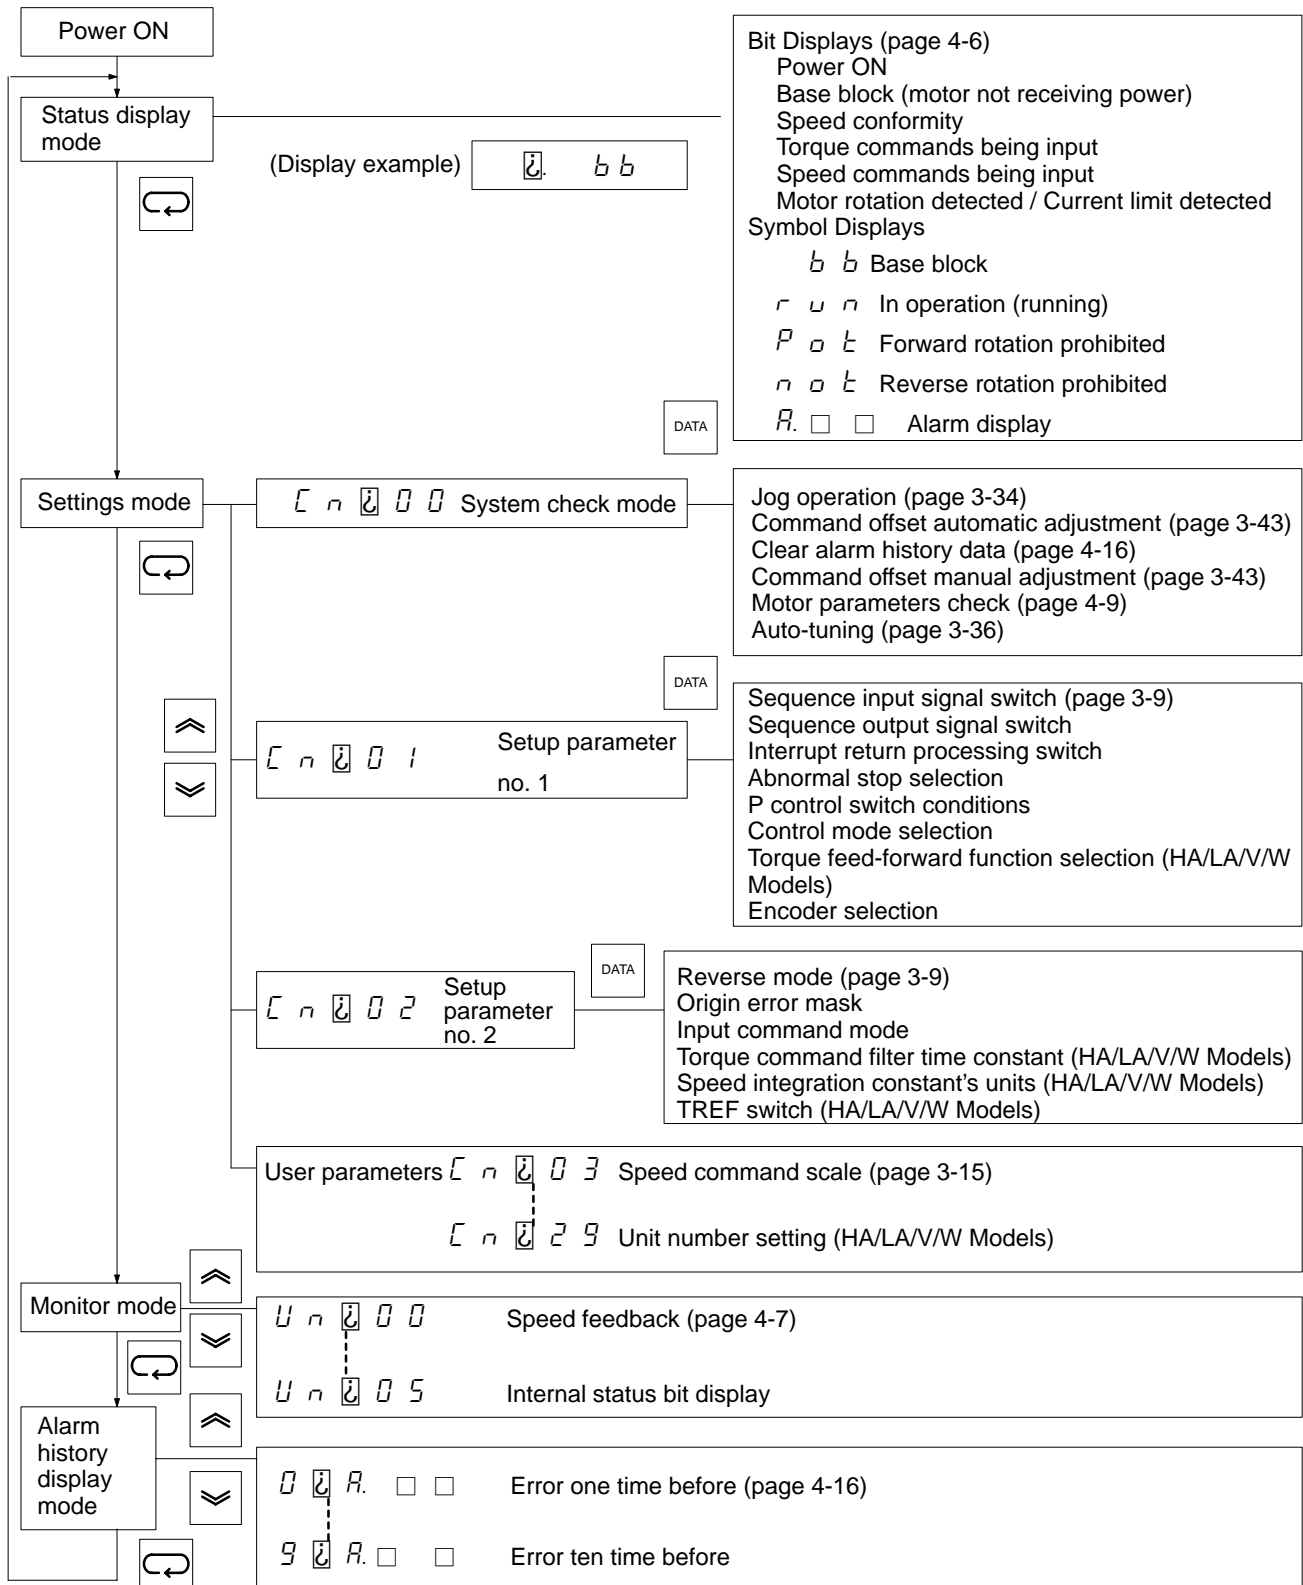 Power ON
Status display
mode
(Display example)
¿. b b
Bit Displays (page 4-6)
Power ON
Base block (motor not receiving power)
Speed conformity
Torque commands being input
Speed commands being input
Motor rotation detected / Current limit detected
Symbol Displays
b b Base block
r u n In operation (running)
P o t Forward rotation prohibited
n o t Reverse rotation prohibited
A. □ □ Alarm display
DATA
Settings mode
C n ¿ 0 0 System check mode
Jog operation (page 3-34)
Command offset automatic adjustment (page 3-43)
Clear alarm history data (page 4-16)
Command offset manual adjustment (page 3-43)
Motor parameters check (page 4-9)
Auto-tuning (page 3-36)
DATA
C n ¿ 0 1 Setup parameter
no. 1
Sequence input signal switch (page 3-9)
Sequence output signal switch
Interrupt return processing switch
Abnormal stop selection
P control switch conditions
Control mode selection
Torque feed-forward function selection (HA/LA/V/W
Models)
Encoder selection
C n ¿ 0 2 Setup
parameter
no. 2
DATA
Reverse mode (page 3-9)
Origin error mask
Input command mode
Torque command filter time constant (HA/LA/V/W Models)
Speed integration constant's units (HA/LA/V/W Models)
TREF switch (HA/LA/V/W Models)
User parameters C n ¿ 0 3 Speed command scale (page 3-15)
C n ¿ 2 9 Unit number setting (HA/LA/V/W Models)
Monitor mode
U n ¿ 0 0 Speed feedback (page 4-7)
U n ¿ 0 5 Internal status bit display
Alarm
history
display
mode
0 ¿ A. □ □ Error one time before (page 4-16)
9 ¿ A. □ □ Error ten time before